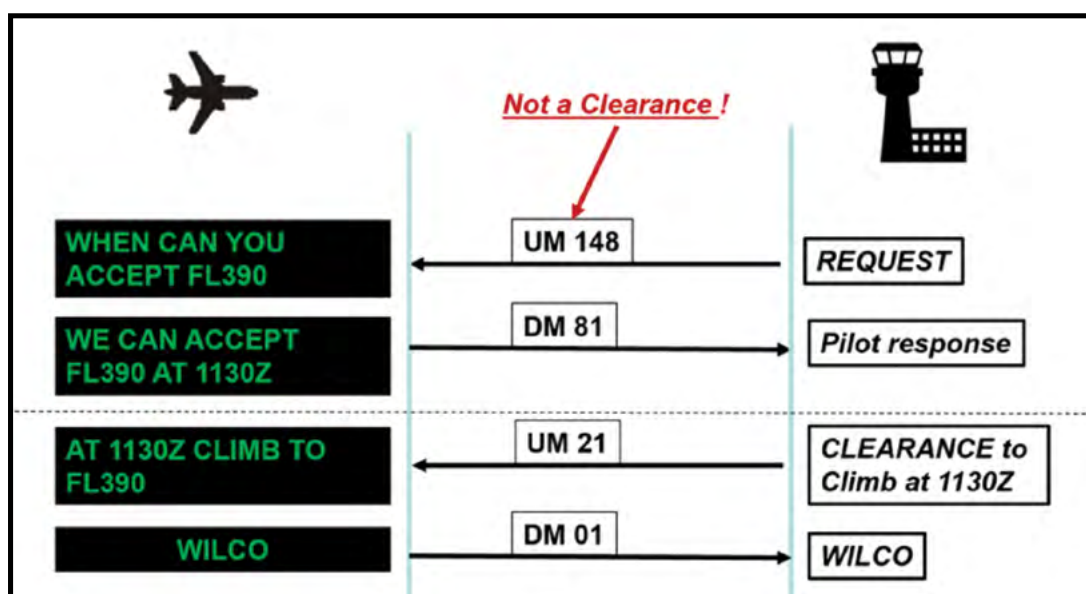 Not a Clearance !
WHEN CAN YOU
ACCEPT FL390
UM 148
REQUEST
WE CAN ACCEPT
FL390 AT 1130Z
DM 81
Pilot response
AT 1130Z CLIMB TO
FL390
UM 21
CLEARANCE to
Climb at 1130Z
WILCO
DM 01
WILCO